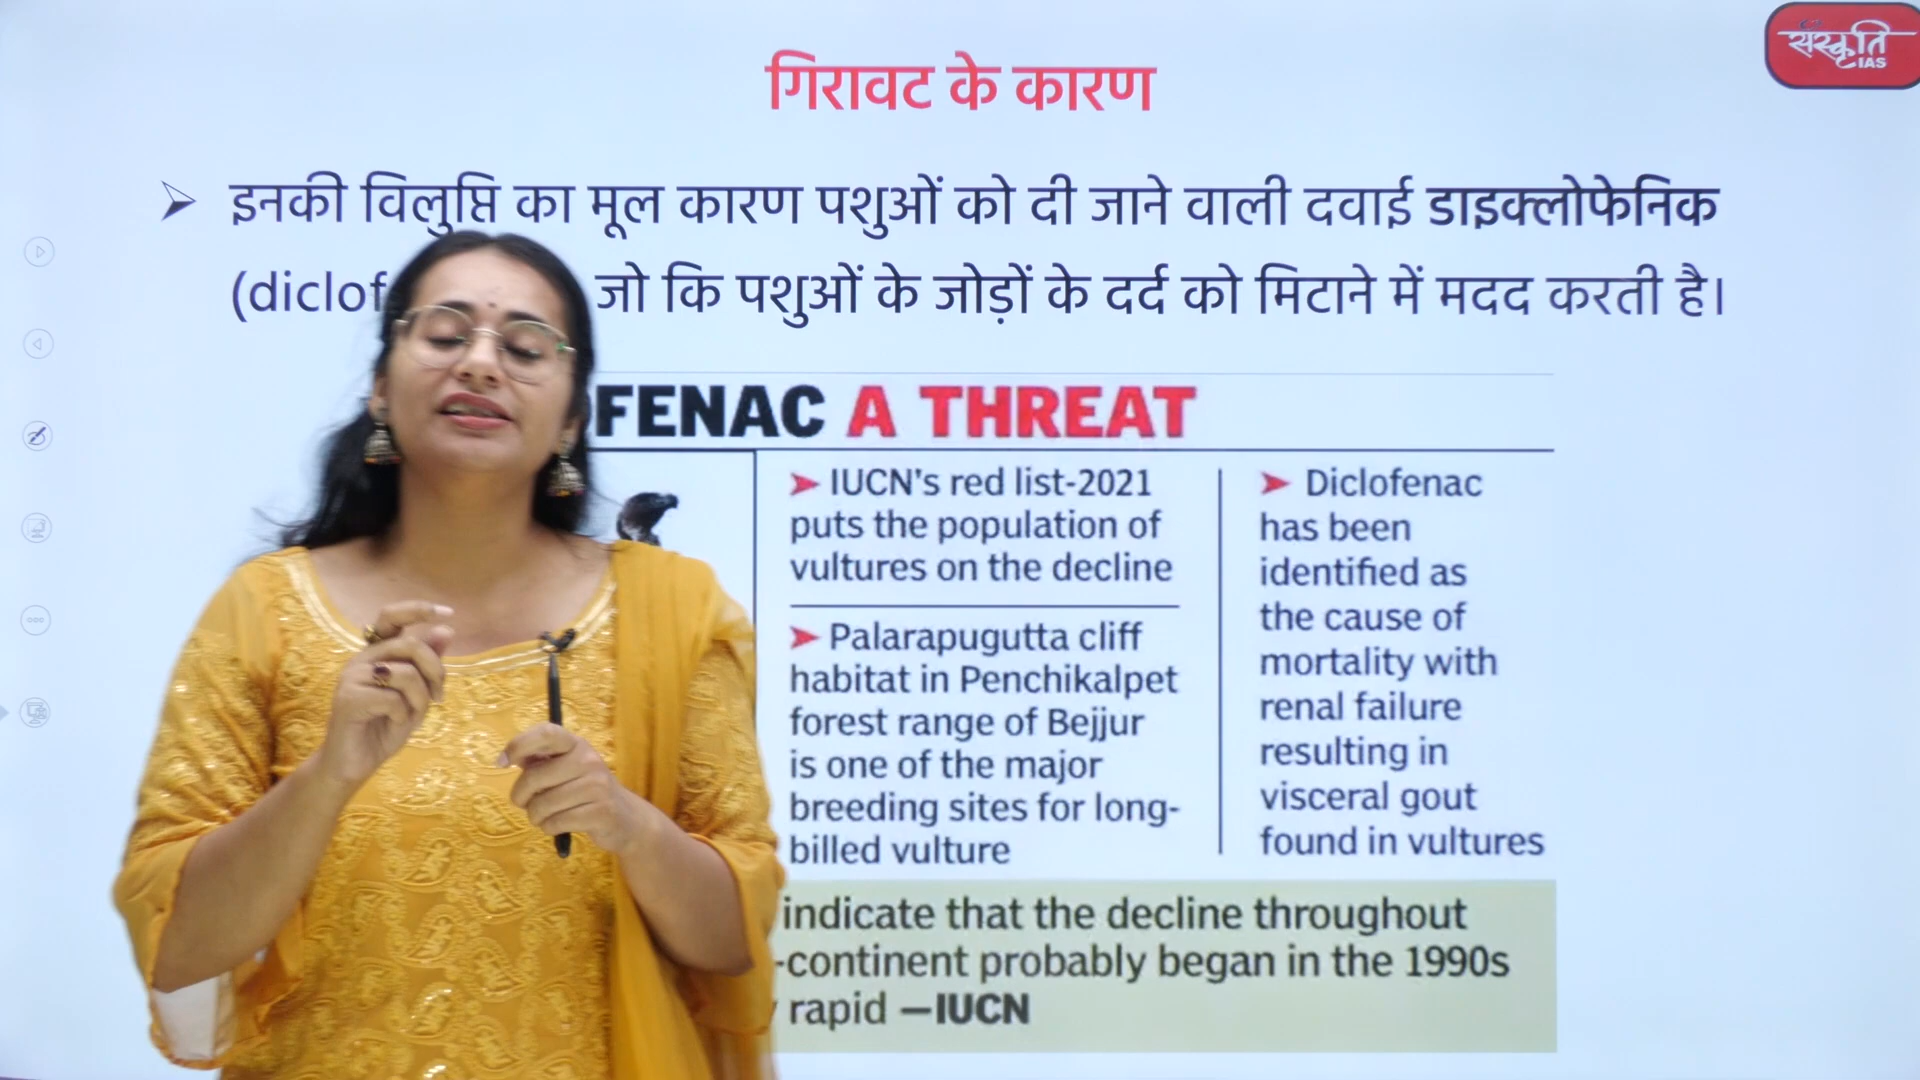 संस्कृति
IAS
गिरावट के कारण
➢ इनकी विलुप्ति का मूल कारण पशुओं को दी जाने वाली दवाई डाइक्लोफेनिक
(diclof जो कि पशुओं के जोड़ों के दर्द को मिटाने में मदद करती है।
FENAC A THREAT
➤ IUCN's red list-2021
puts the population of
vultures on the decline
➤ Palarapugutta cliff
habitat in Penchikalpet
forest range of Bejjur
is one of the major
breeding sites for long-
billed vulture
➤ Diclofenac
has been
identified as
the cause of
mortality with
renal failure
resulting in
visceral gout
found in vultures
indicate that the decline throughout
-continent probably began in the 1990s
rapid —IUCN